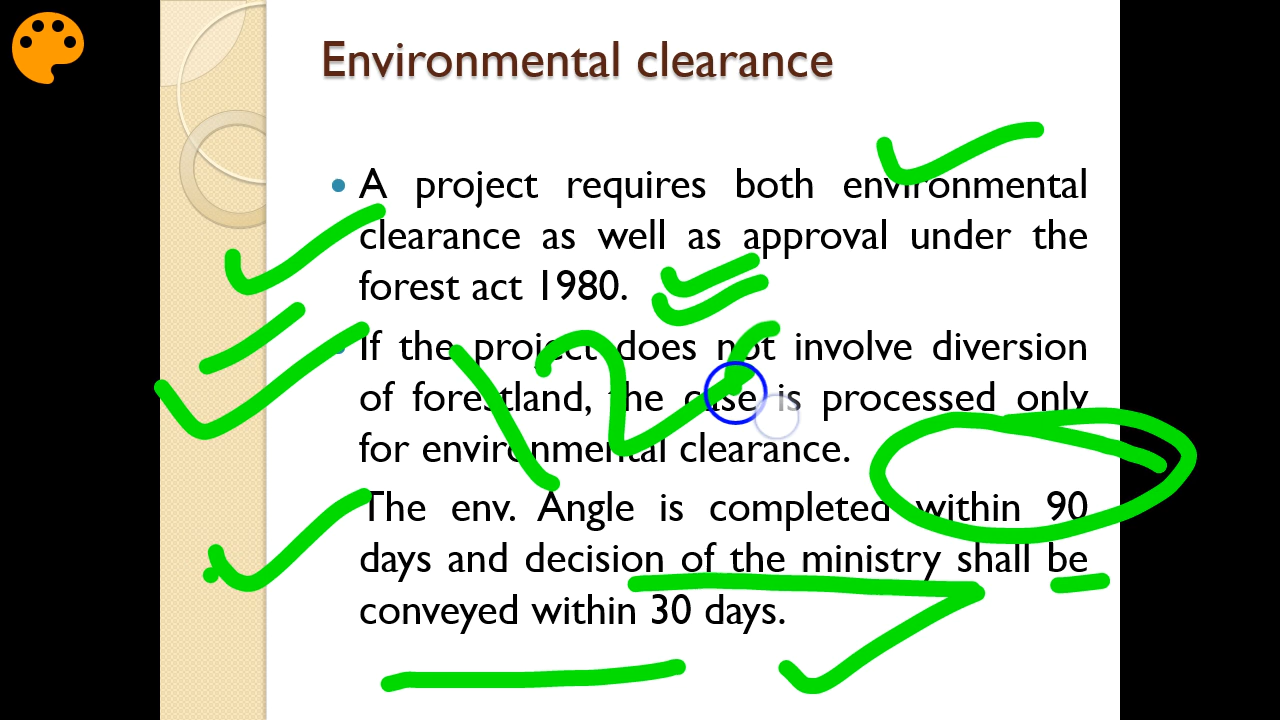 Environmental clearance
A project requires both environmental
clearance as well as approval under the
forest act 1980.
If the project does not involve diversion
of forestland, the case is processed only
for environmental clearance.
The env. Angle is completed within 90
days and decision of the ministry shall be
conveyed within 30 days.